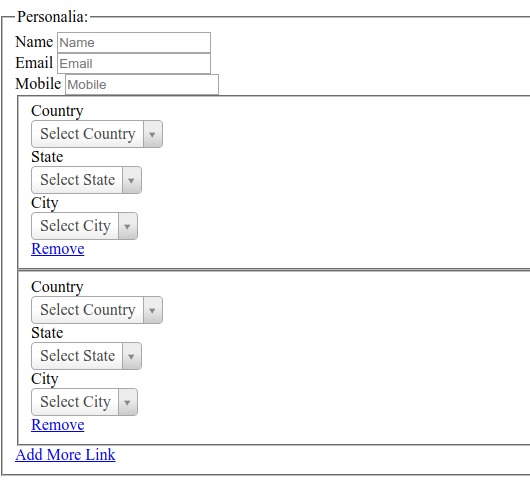 Personalia:
Name Name
Email Email
Mobile Mobile
Country
Select Country
State
Select State
City
Select City
Remove
Country
Select Country
State
Select State
City
Select City
Remove
Add More Link